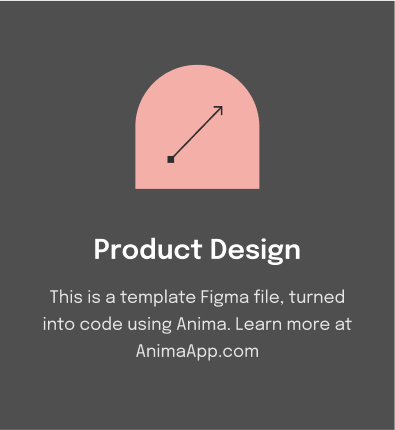 Product Design
This is a template Figma file, turned
into code using Anima. Learn more at
AnimaApp.com